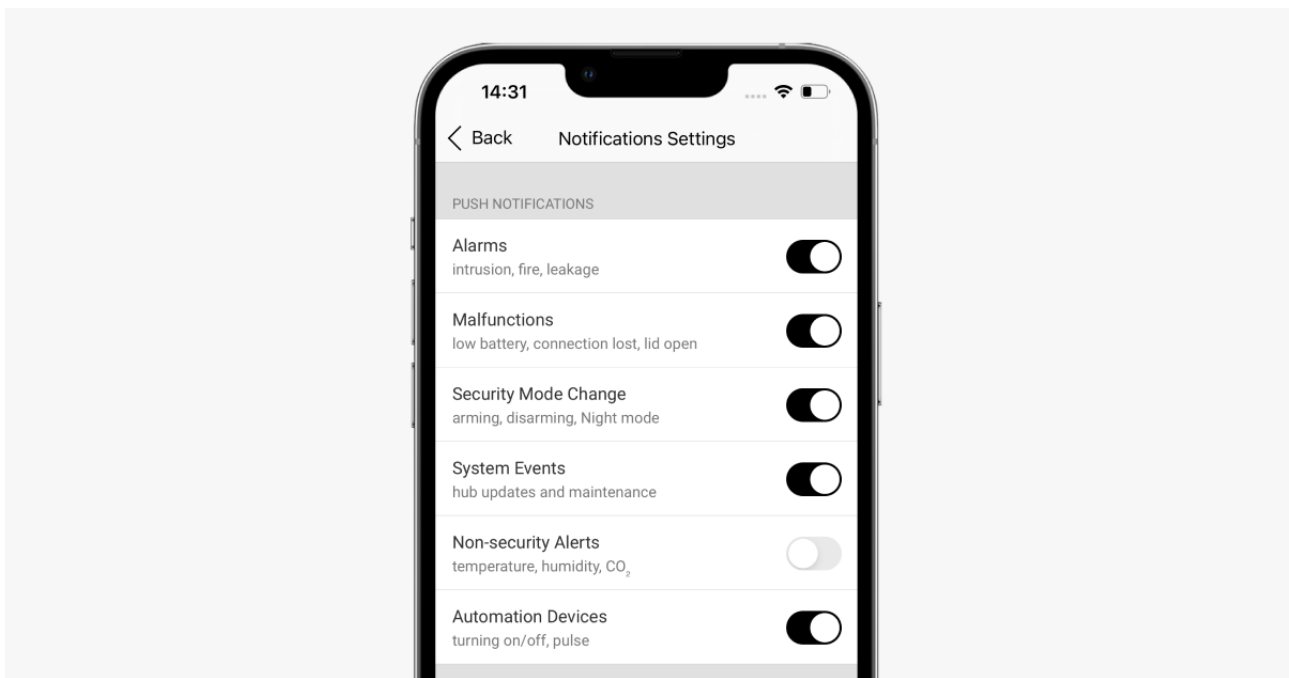 14:31
Back Notifications Settings
PUSH NOTIFICATIONS
Alarms
intrusion, fire, leakage
Malfunctions
low battery, connection lost, lid open
Security Mode Change
arming, disarming, Night mode
System Events
hub updates and maintenance
Non-security Alerts
temperature, humidity, CO₂
Automation Devices
turning on/off, pulse